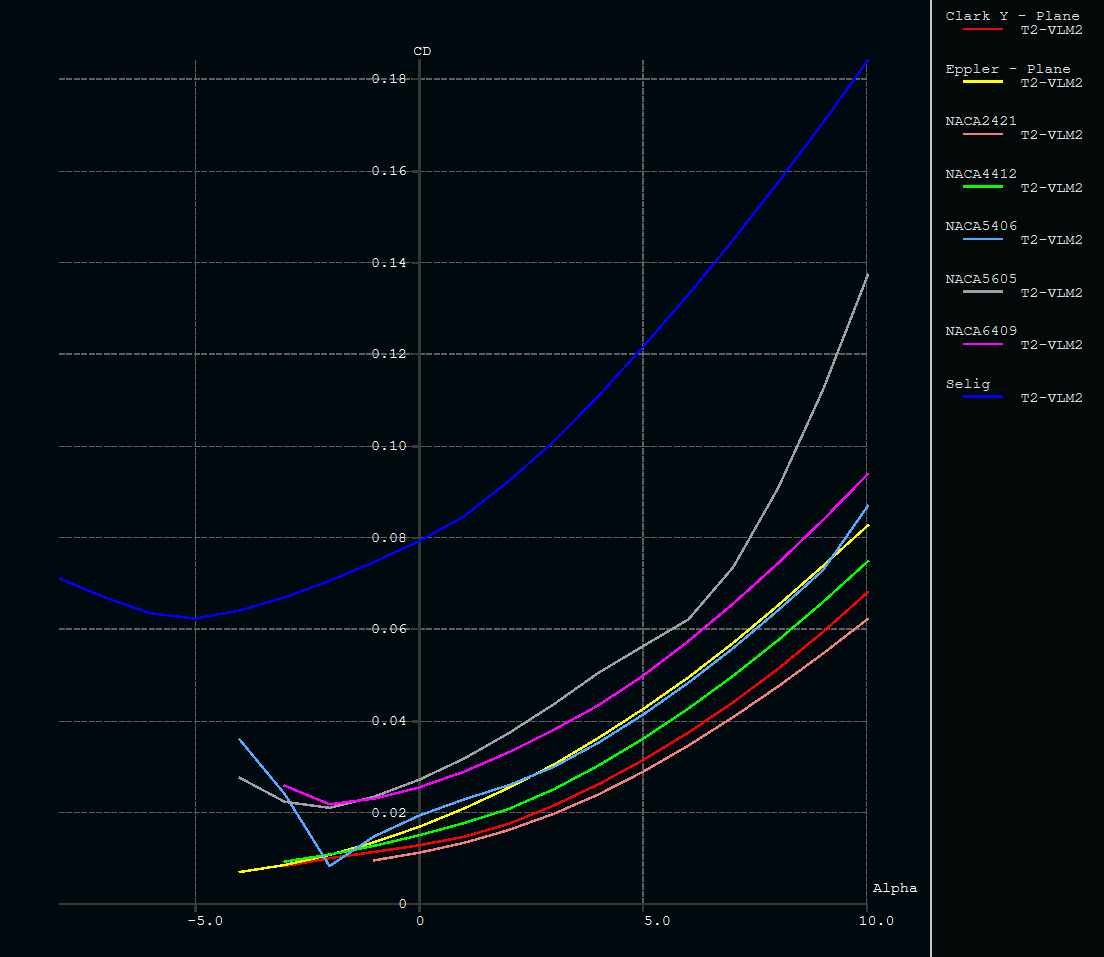 CD
0.18
0.16
0.14
0.12
0.10
0.08
0.06
0.04
0.02
0
Alpha
-5.0 0 5.0 10.0
Clark Y - Plane
T2-VLM2
Eppler - Plane
T2-VLM2
NACA2421
T2-VLM2
NACA4412
T2-VLM2
NACA5406
T2-VLM2
NACA5605
T2-VLM2
NACA6409
T2-VLM2
Selig
T2-VLM2